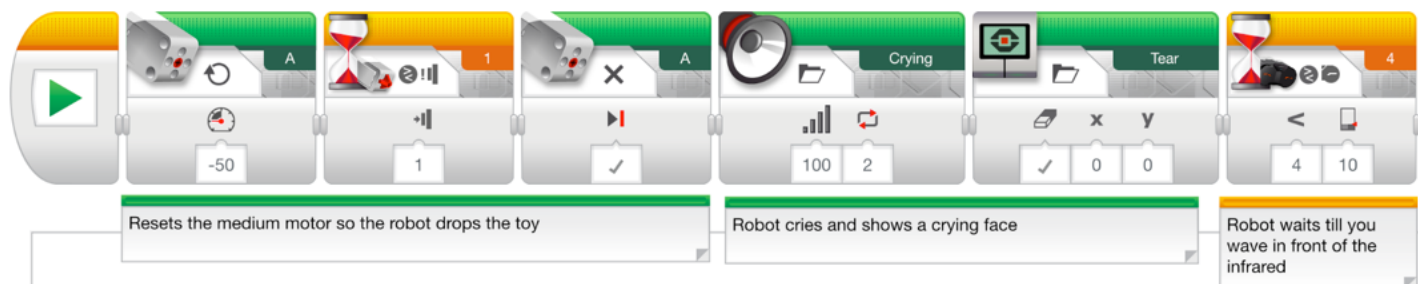 A
1
A
Crying
Tear
4
< 
x y
-50
1
100 2
0 0
4 10
Resets the medium motor so the robot drops the toy
Robot cries and shows a crying face
Robot waits till you
wave in front of the
infrared